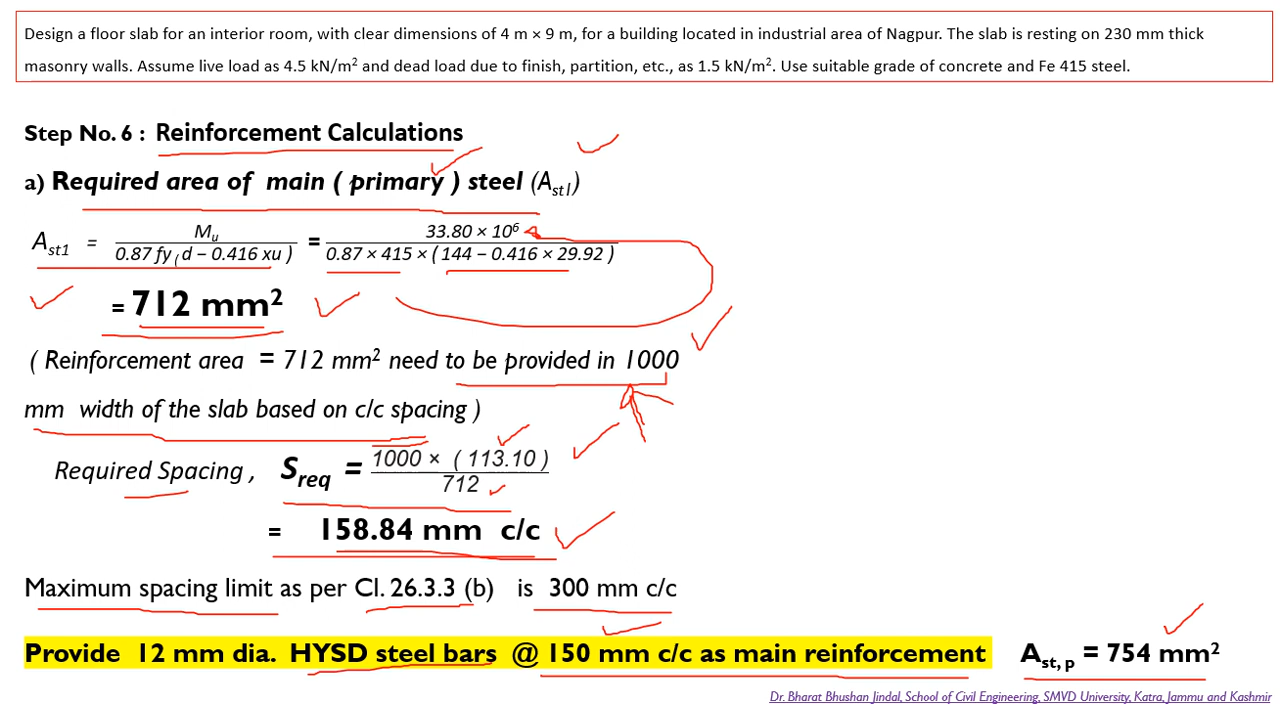 Design a floor slab for an interior room, with clear dimensions of 4 m × 9 m, for a building located in industrial area of Nagpur. The slab is resting on 230 mm thick
masonry walls. Assume live load as 4.5 kN/m² and dead load due to finish, partition, etc., as 1.5 kN/m². Use suitable grade of concrete and Fe 415 steel.
Step No. 6 : Reinforcement Calculations
a) Required area of main ( primary ) steel (Ast1)
Ast1 = Mu / 0.87 fy ( d − 0.416 xu ) = 33.80 × 10⁶ / 0.87 × 415 × ( 144 − 0.416 × 29.92 )
= 712 mm²
( Reinforcement area = 712 mm² need to be provided in 1000
mm width of the slab based on c/c spacing )
Required Spacing , Sreq = 1000 × ( 113.10 ) / 712
= 158.84 mm c/c
Maximum spacing limit as per Cl. 26.3.3 (b) is 300 mm c/c
Provide 12 mm dia. HYSD steel bars @ 150 mm c/c as main reinforcement Ast, p = 754 mm²
Dr. Bharat Bhushan Jindal, School of Civil Engineering, SMVD University, Katra, Jammu and Kashmir